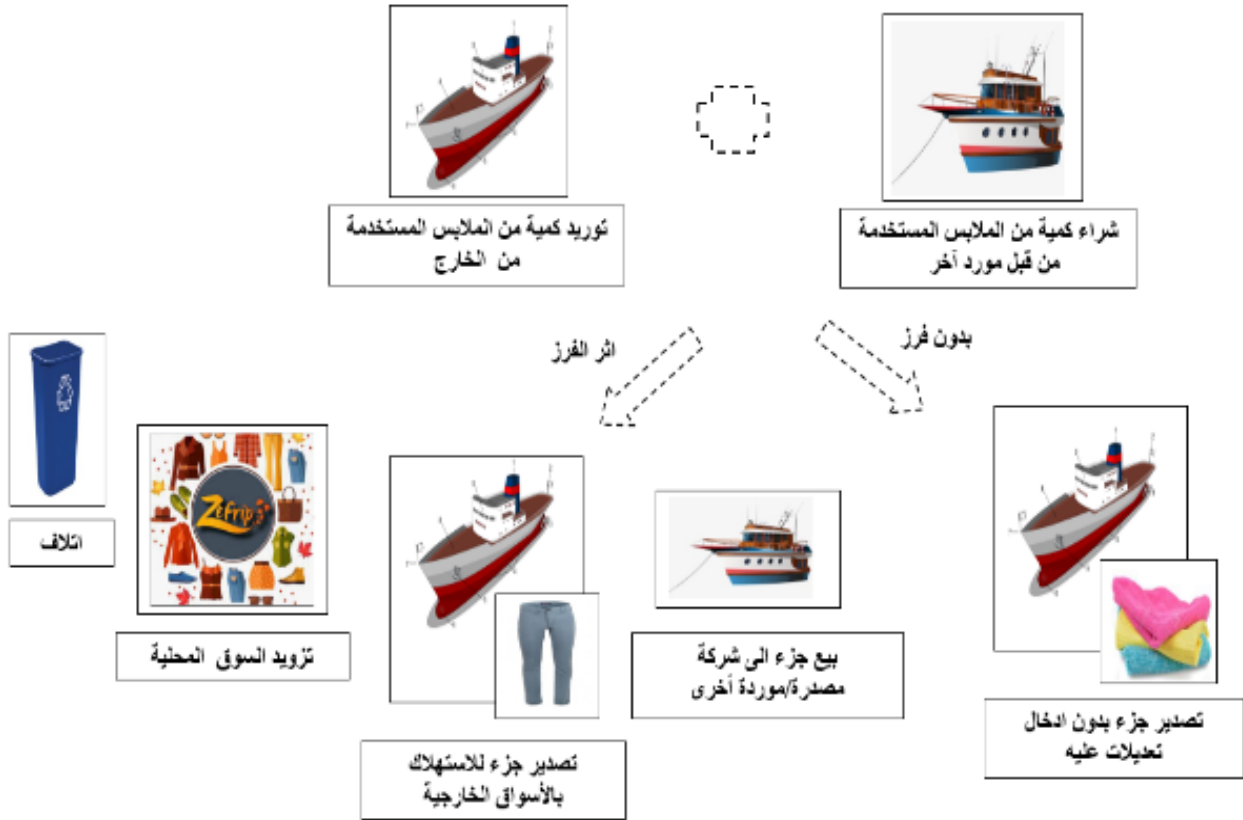 توريد كمية من الملابس المستخدمة
من الخارج
شراء كمية من الملابس المستخدمة
من قبل مورد آخر
اثر الفرز
بدون فرز
Zefrip
اتلاف
تزويد السوق المحلية
بيع جزء الى شركة
مصدرة/موردة أخرى
تصدير جزء بدون ادخال
تعديلات عليه
تصدير جزء للاستهلاك
بالأسواق الخارجية